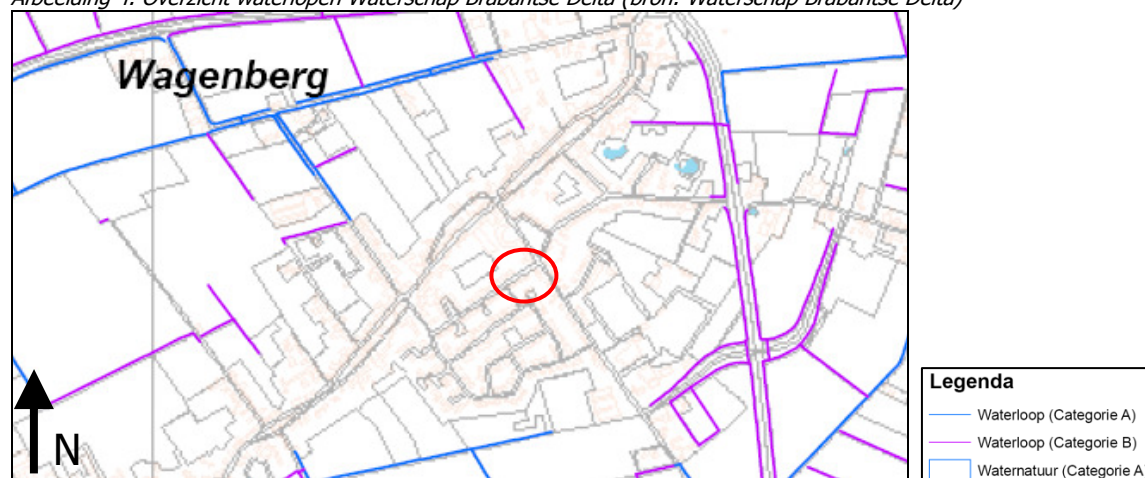 Afbeelding 4: Overzicht waterlopen Waterschap Brabantse Delta (bron: Waterschap Brabantse Delta)
Wagenberg
N
Legenda
Waterloop (Categorie A)
Waterloop (Categorie B)
Waternatuur (Categorie A